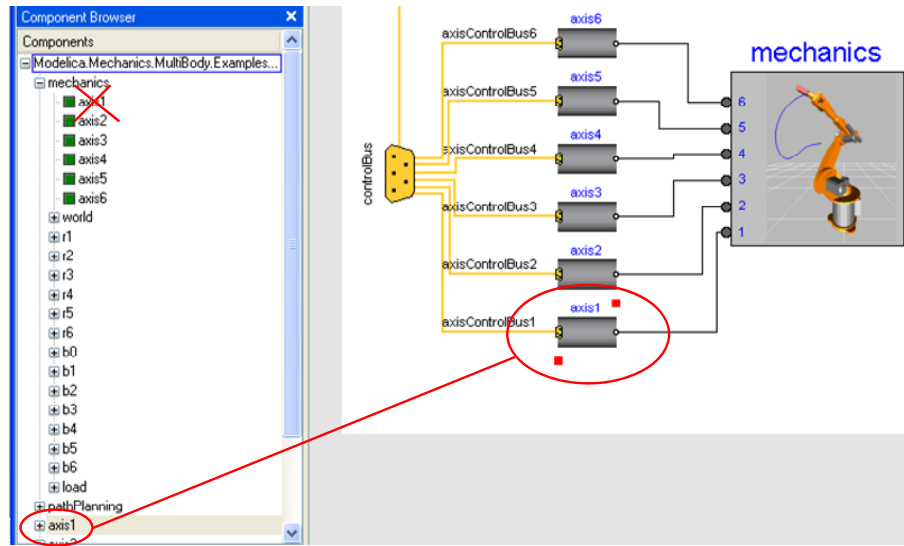 Component Browser
Components
Modelica.Mechanics.MultiBody.Examples...
mechanics
axis1
axis2
axis3
axis4
axis5
axis6
world
r1
r2
r3
r4
r5
r6
b0
b1
b2
b3
b4
b5
b6
load
pathPlanning
axis1
axis2
controlBus
axisControlBus6
axis6
axisControlBus5
axis5
axisControlBus4
axis4
axisControlBus3
axis3
axisControlBus2
axis2
axisControlBus1
axis1
mechanics
6
5
4
3
2
1